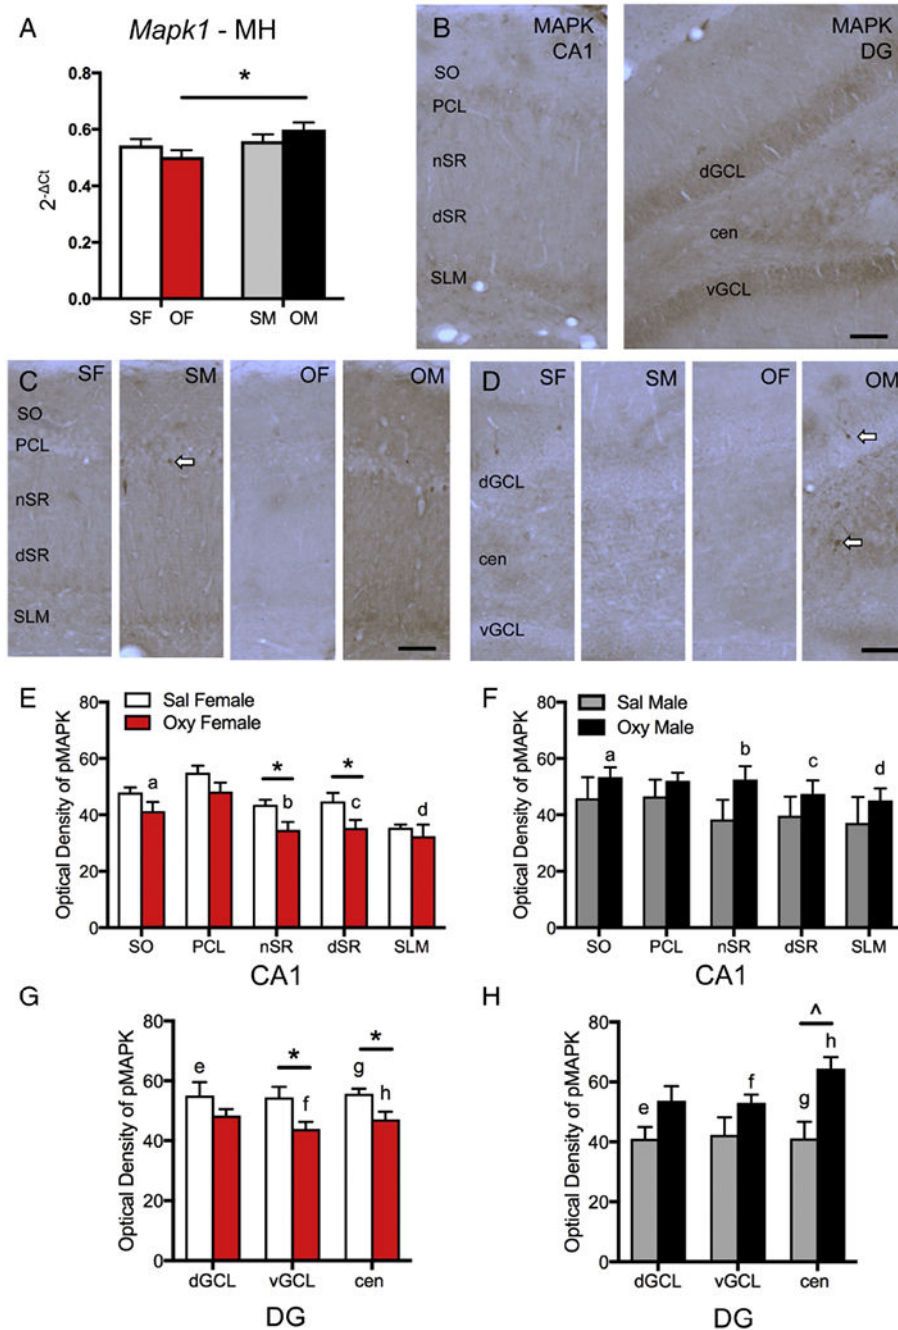 A
Mapk1 - MH
*
0.8
0.6
0.4
0.2
0.0
2-ΔCt
SF OF SM OM
B
MAPK
CA1
SO
PCL
nSR
dSR
SLM
MAPK
DG
dGCL
cen
vGCL
C
SF
SM
OF
OM
SO
PCL
nSR
dSR
SLM
D
SF
SM
OF
OM
dGCL
cen
vGCL
E
Sal Female
Oxy Female
80
60
40
20
0
Optical Density of pMAPK
a
*
b
*
c
d
SO PCL nSR dSR SLM
CA1
F
Sal Male
Oxy Male
80
60
40
20
0
Optical Density of pMAPK
a
b
c
d
SO PCL nSR dSR SLM
CA1
G
80
60
40
20
0
Optical Density of pMAPK
e
*
f
*
g
h
dGCL vGCL cen
DG
H
80
60
40
20
0
Optical Density of pMAPK
e
f
^
g
h
dGCL vGCL cen
DG